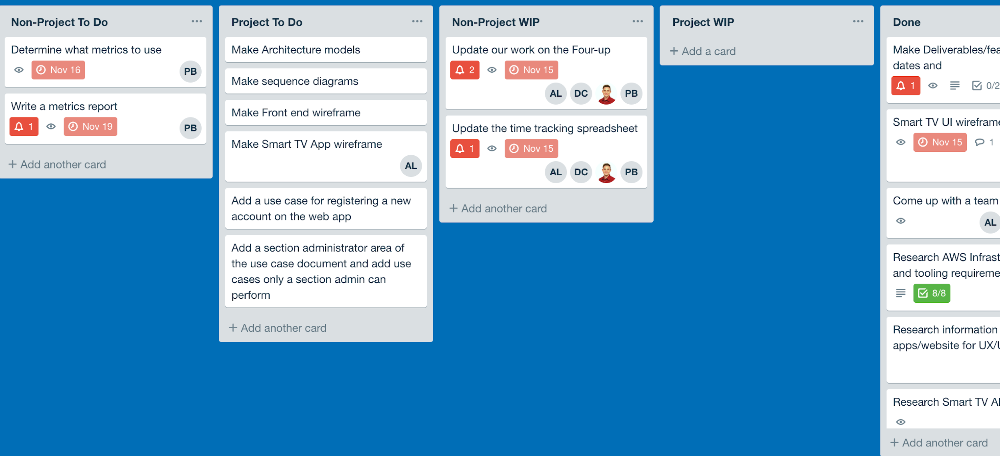 Non-Project To Do
Determine what metrics to use
Nov 16
PB
Write a metrics report
1
Nov 19
PB
+ Add another card
Project To Do
Make Architecture models
Make sequence diagrams
Make Front end wireframe
Make Smart TV App wireframe
AL
Add a use case for registering a new
account on the web app
Add a section administrator area of
the use case document and add use
cases only a section admin can
perform
+ Add another card
Non-Project WIP
Update our work on the Four-up
2
Nov 15
AL DC PB
Update the time tracking spreadsheet
1
Nov 15
AL DC PB
+ Add another card
Project WIP
+ Add a card
Done
Make Deliverables/fea
dates and
1
0/2
Smart TV UI wireframe
Nov 15
1
Come up with a team
AL
Research AWS Infrast
and tooling requireme
8/8
Research information
apps/website for UX/
Research Smart TV
+ Add another card